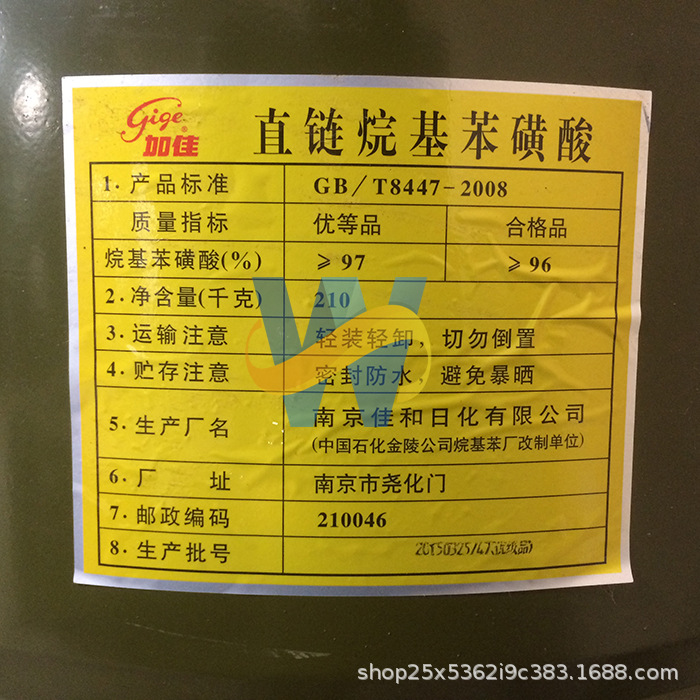 Gige
加佳®
直链烷基苯磺酸
1. 产品标准 GB/T8447-2008
质量指标 优等品 合格品
烷基苯磺酸(%) ≥97 ≥96
2. 净含量(千克) 210
3. 运输注意 轻装轻卸，切勿倒置
4. 贮存注意 密封防水，避免暴晒
5. 生产厂名 南京佳和日化有限公司
(中国石化金陵公司烷基苯厂改制单位)
6. 厂 址 南京市尧化门
7. 邮政编码 210046
8. 生产批号 20150325/47
shop25x5362i9c383.1688.com